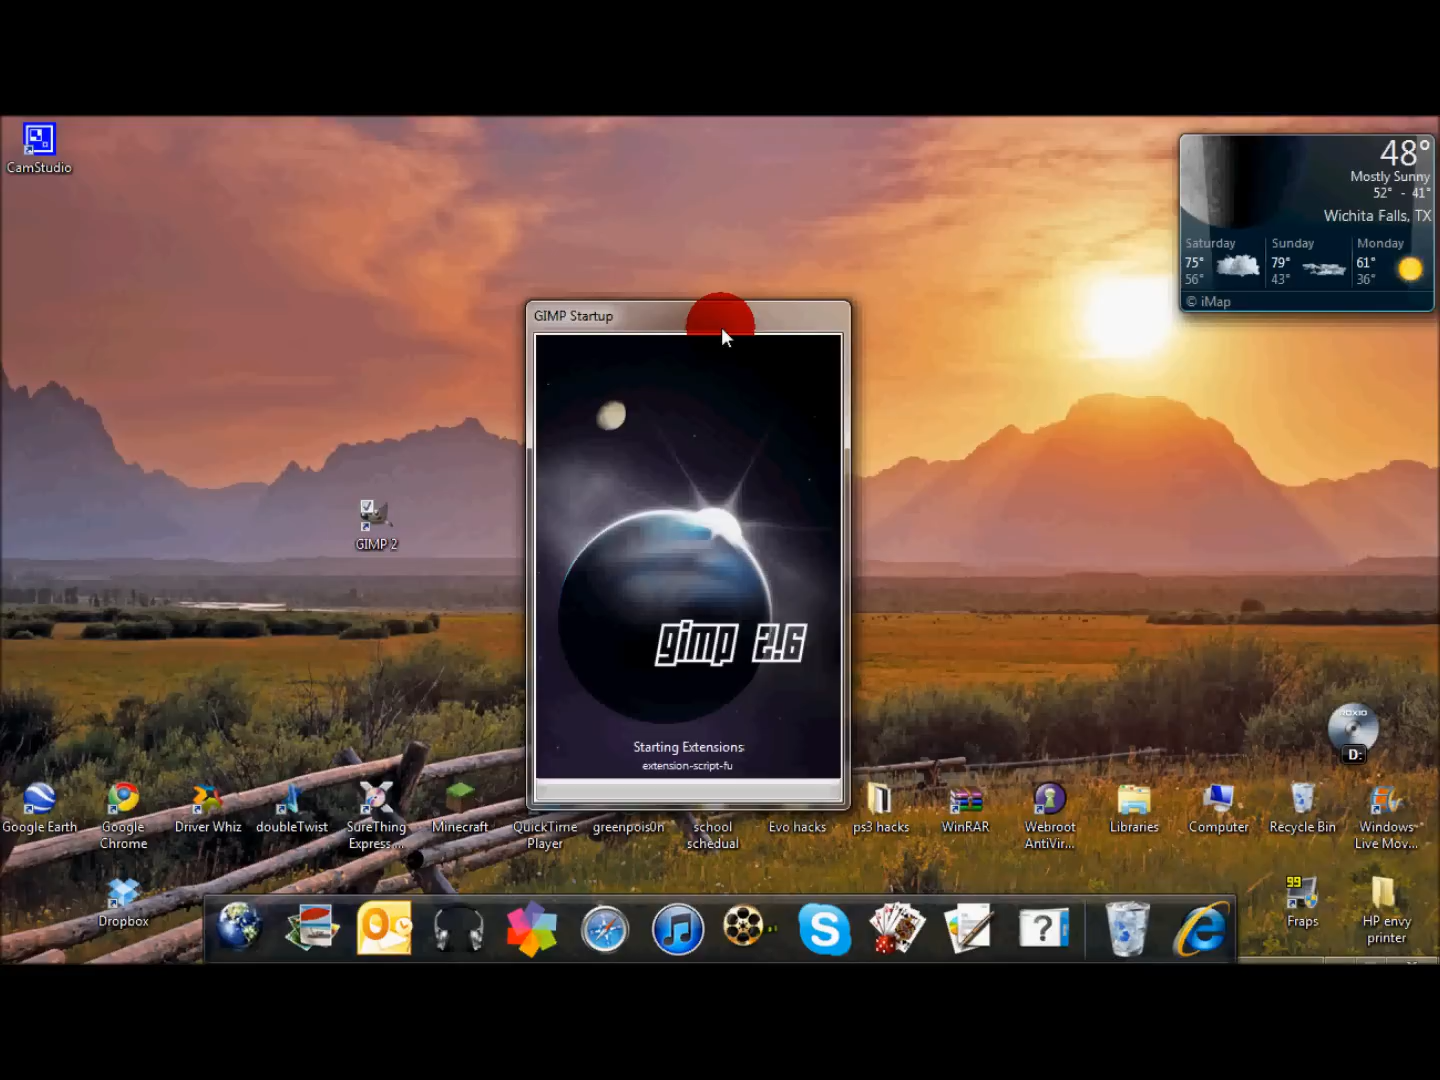 CamStudio
48°
Mostly Sunny
52° - 41°
Wichita Falls, TX
Saturday Sunday Monday
75° 79° 61°
56° 43° 36°
© iMap
GIMP Startup
GIMP 2
gimp 2.6
Starting Extensions
extension-script-fu
ROXIO
D:
Google Earth
Google
Chrome
Driver Whiz
doubleTwist
SureThing
Express...
Minecraft
QuickTime
Player
greenpois0n
school
schedual
Evo hacks
ps3 hacks
WinRAR
Webroot
AntiVir...
Libraries
Computer
Recycle Bin
Windows
Live Mov...
Dropbox
O
S
?
99
Fraps
HP envy
printer